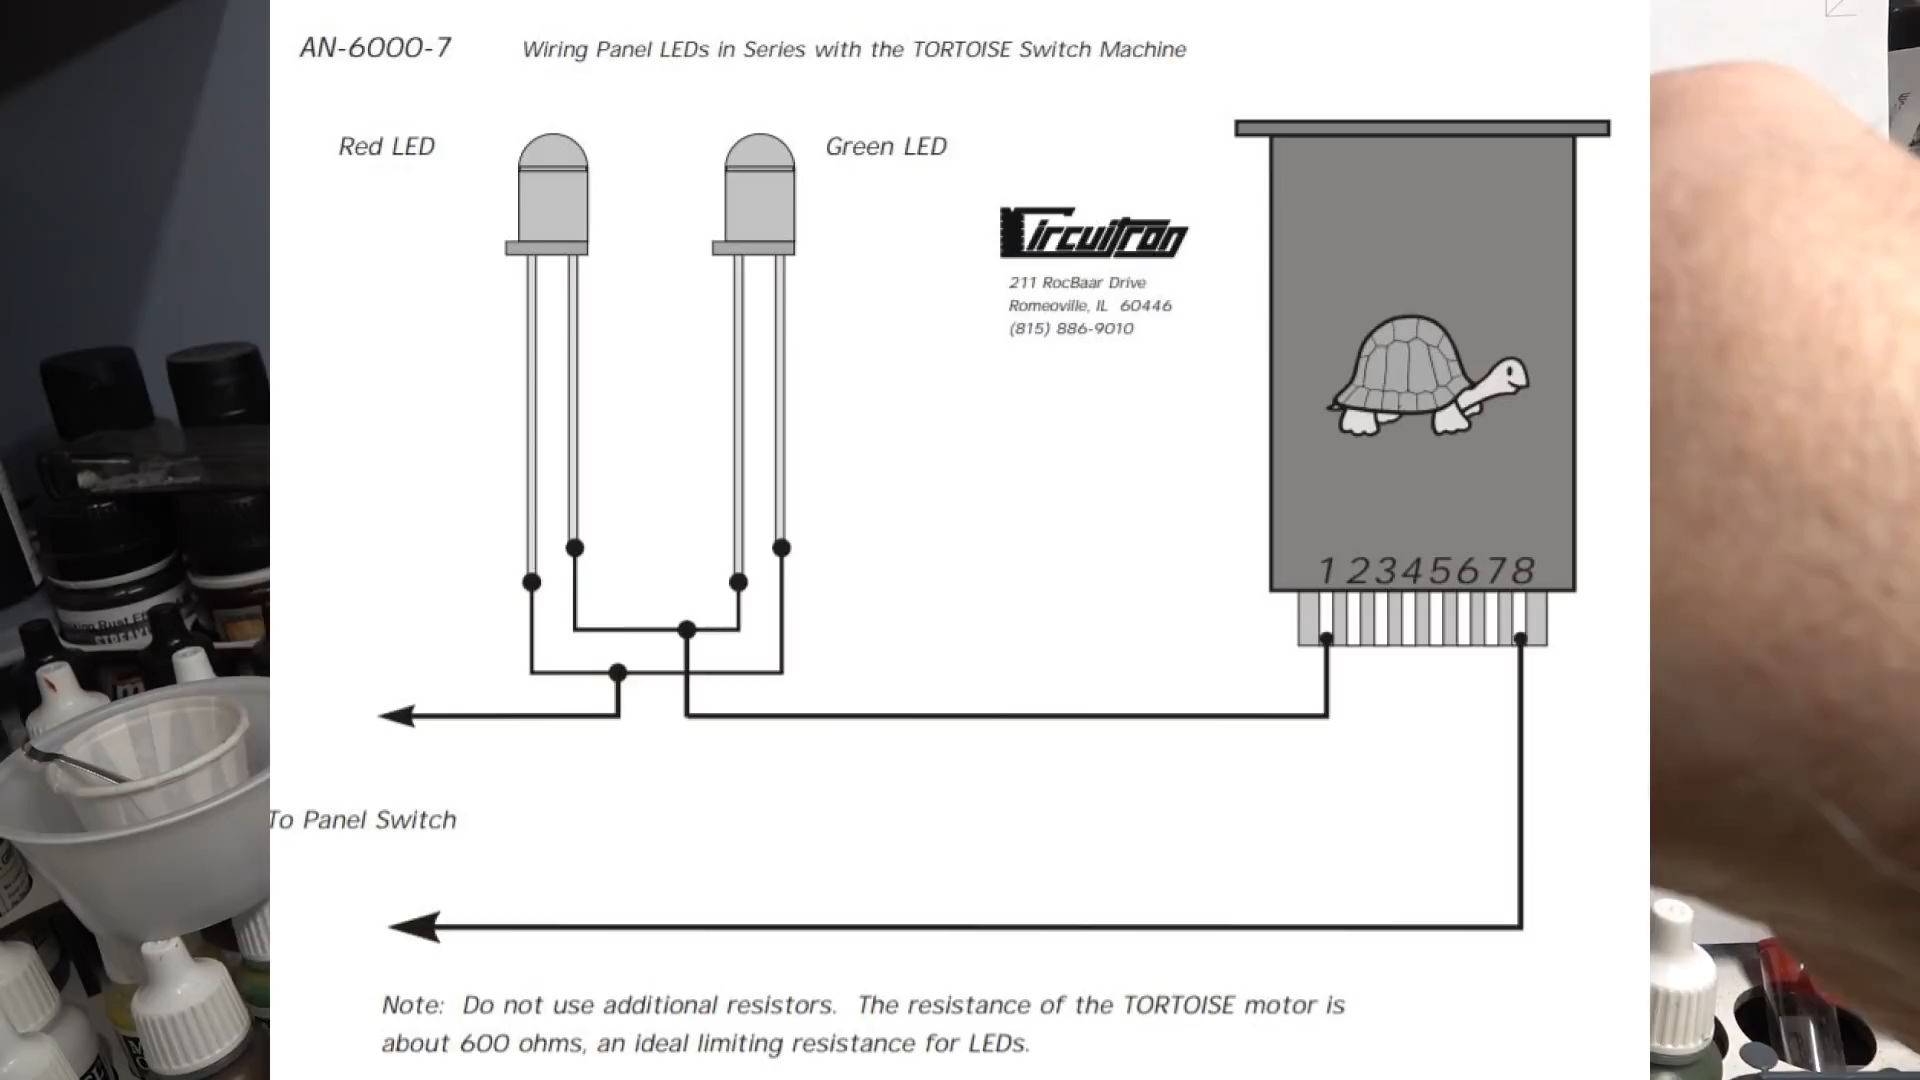 AN-6000-7
Wiring Panel LEDs in Series with the TORTOISE Switch Machine
Red LED
Green LED
Circuitron
211 RocBaar Drive
Romeoville, IL 60446
(815) 886-9010
12345678
To Panel Switch
Note: Do not use additional resistors. The resistance of the TORTOISE motor is
about 600 ohms, an ideal limiting resistance for LEDs.